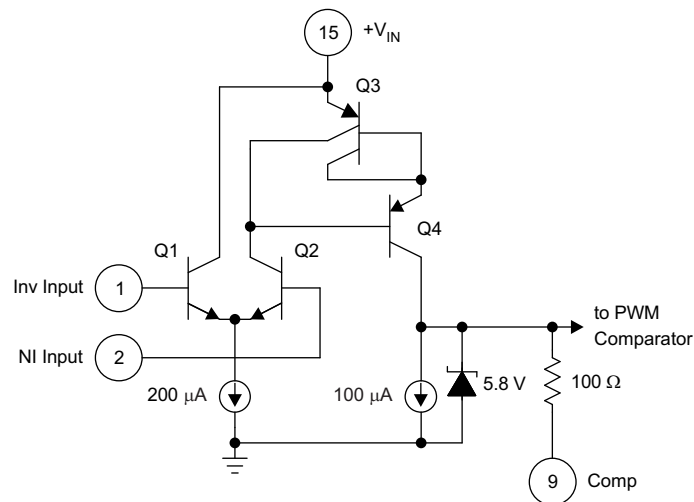 15
+VIN
Q3
Q4
Q1
Q2
Inv Input
1
NI Input
2
to PWM
Comparator
200 μA
100 μA
5.8 V
100 Ω
9
Comp